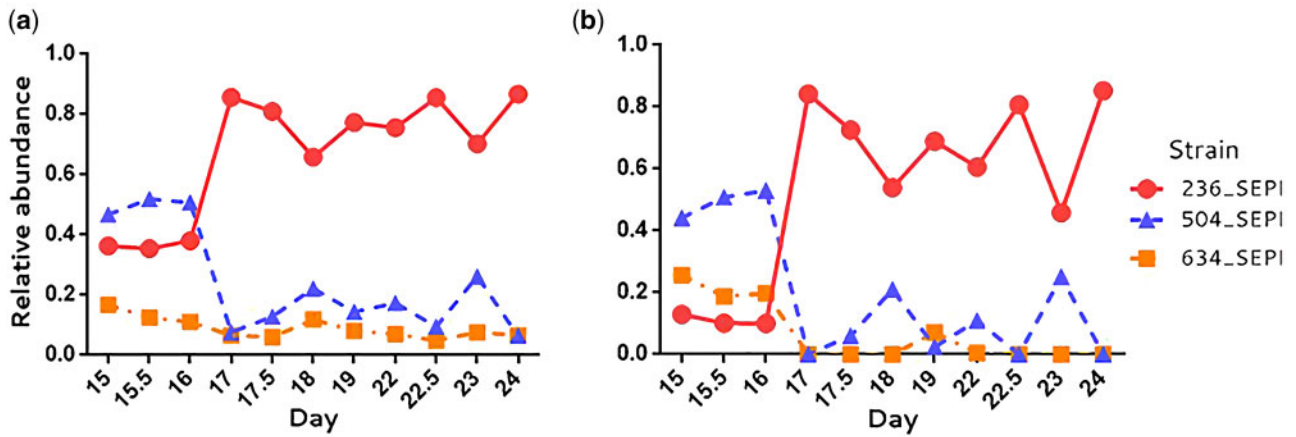 (a)
1.0
0.8
0.6
0.4
0.2
0.0
Relative abundance
15 15.5 16 17 17.5 18 19 22 22.5 23 24
Day
(b)
1.0
0.8
0.6
0.4
0.2
0.0
15 15.5 16 17 17.5 18 19 22 22.5 23 24
Day
Strain
236_SEPI
504_SEPI
634_SEPI